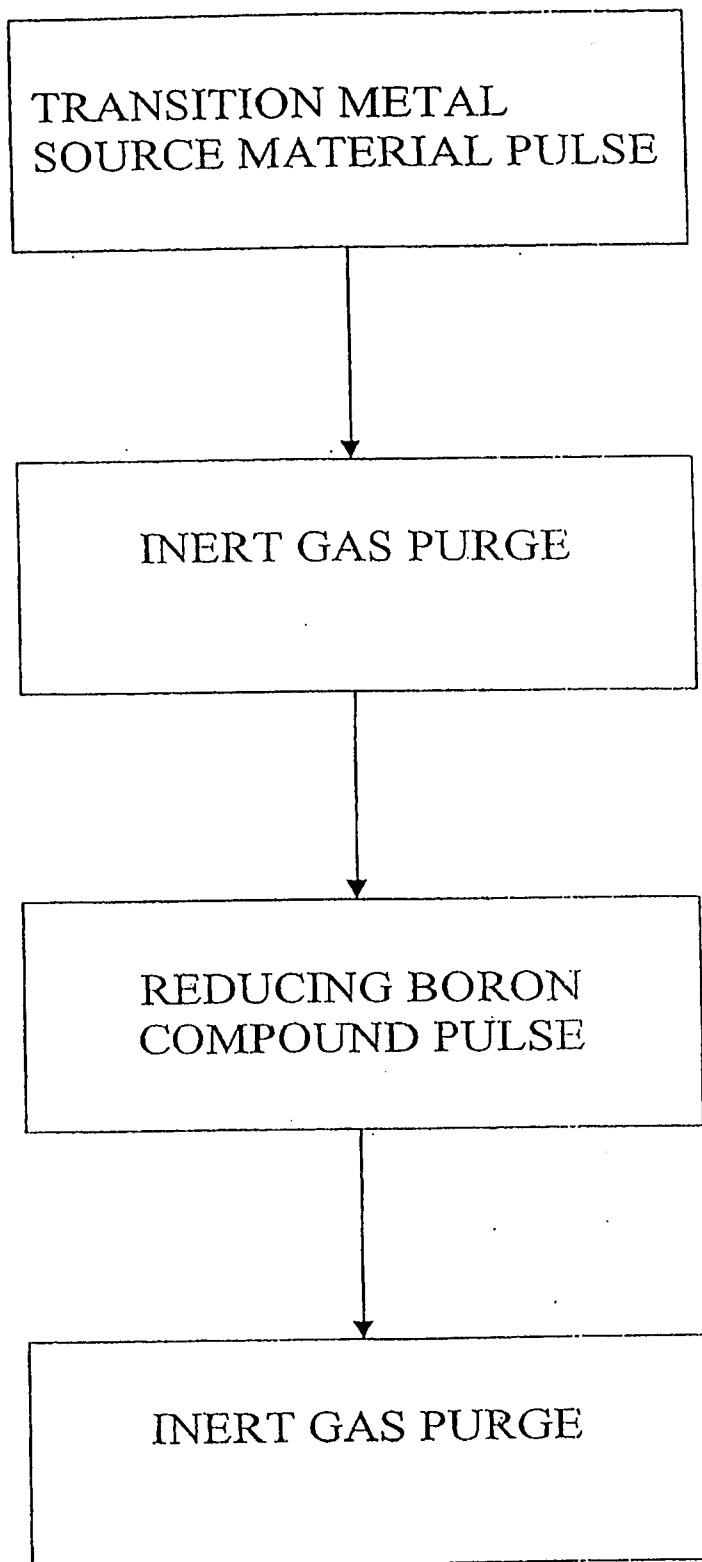 TRANSITION METAL
SOURCE MATERIAL PULSE
INERT GAS PURGE
REDUCING BORON
COMPOUND PULSE
INERT GAS PURGE